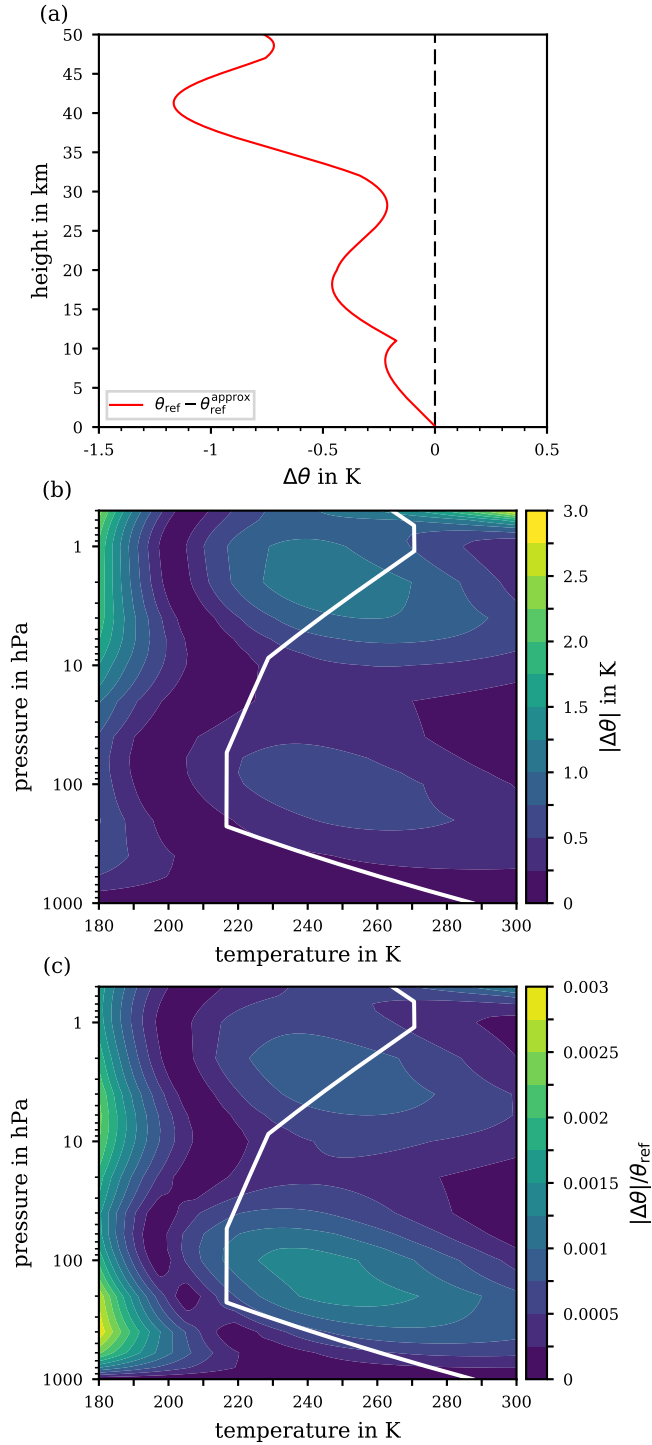 (a)
50
45
40
35
30
25
20
15
10
5
0
height in km
θref − θref^approx
-1.5 -1 -0.5 0 0.5
Δθ in K
(b)
1
10
100
1000
pressure in hPa
180 200 220 240 260 280 300
temperature in K
3.0
2.5
2.0
1.5
1.0
0.5
0
|Δθ| in K
(c)
1
10
100
1000
pressure in hPa
180 200 220 240 260 280 300
temperature in K
0.003
0.0025
0.002
0.0015
0.001
0.0005
0
|Δθ|/θref